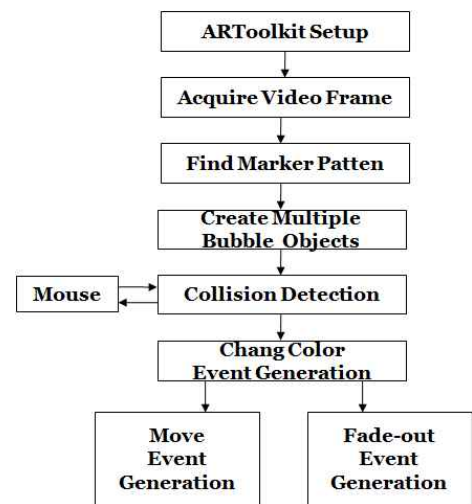 ARToolkit Setup
Acquire Video Frame
Find Marker Patten
Create Multiple
Bubble Objects
Mouse
Collision Detection
Chang Color
Event Generation
Move
Event
Generation
Fade-out
Event
Generation